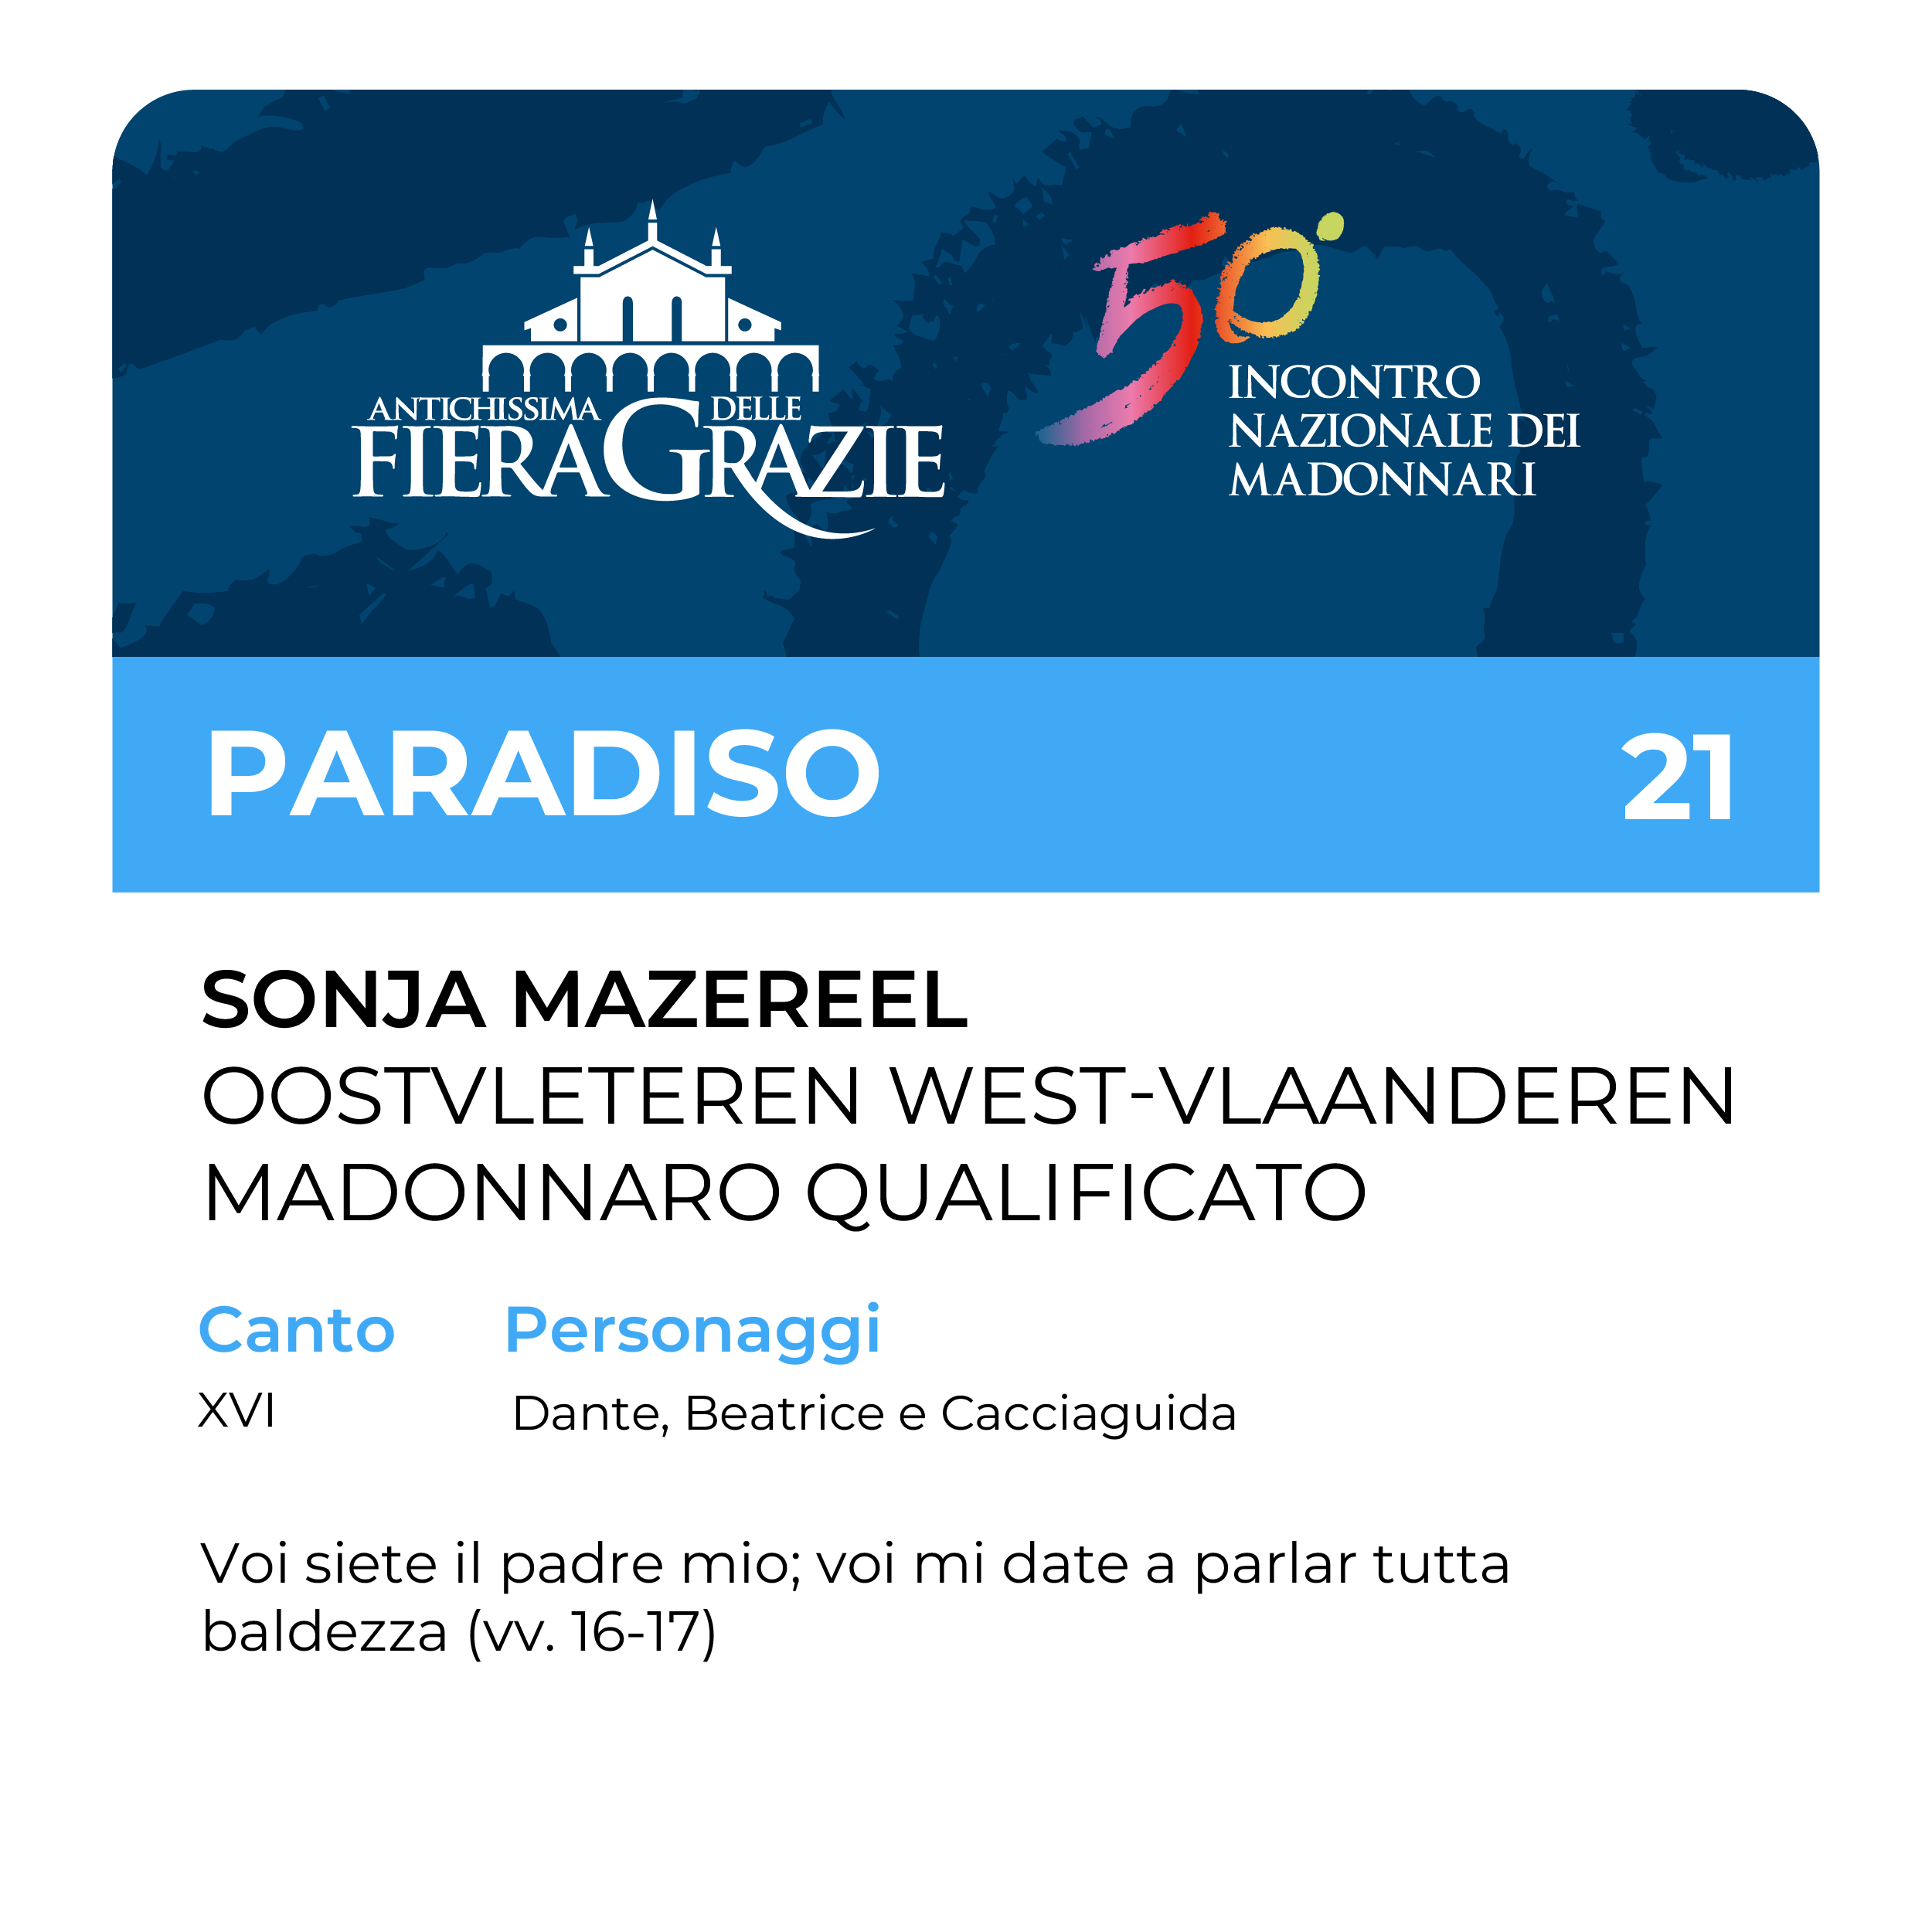 ANTICHISSIMA
FIERA DELLE GRAZIE
50°
INCONTRO
NAZIONALE DEI
MADONNARI
PARADISO 21
SONJA MAZEREEL
OOSTVLETEREN WEST-VLAANDEREN
MADONNARO QUALIFICATO
Canto Personaggi
XVI Dante, Beatrice e Cacciaguida
Voi siete il padre mio; voi mi date a parlar tutta
baldezza (vv. 16-17)